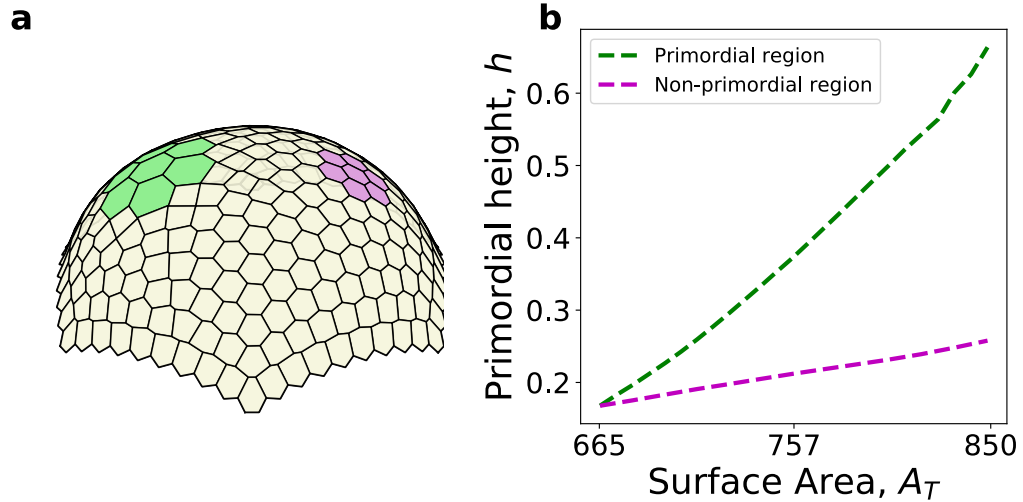 a
b
Primordial height, h
0.6
0.5
0.4
0.3
0.2
Primordial region
Non-primordial region
665
757
850
Surface Area, A_T